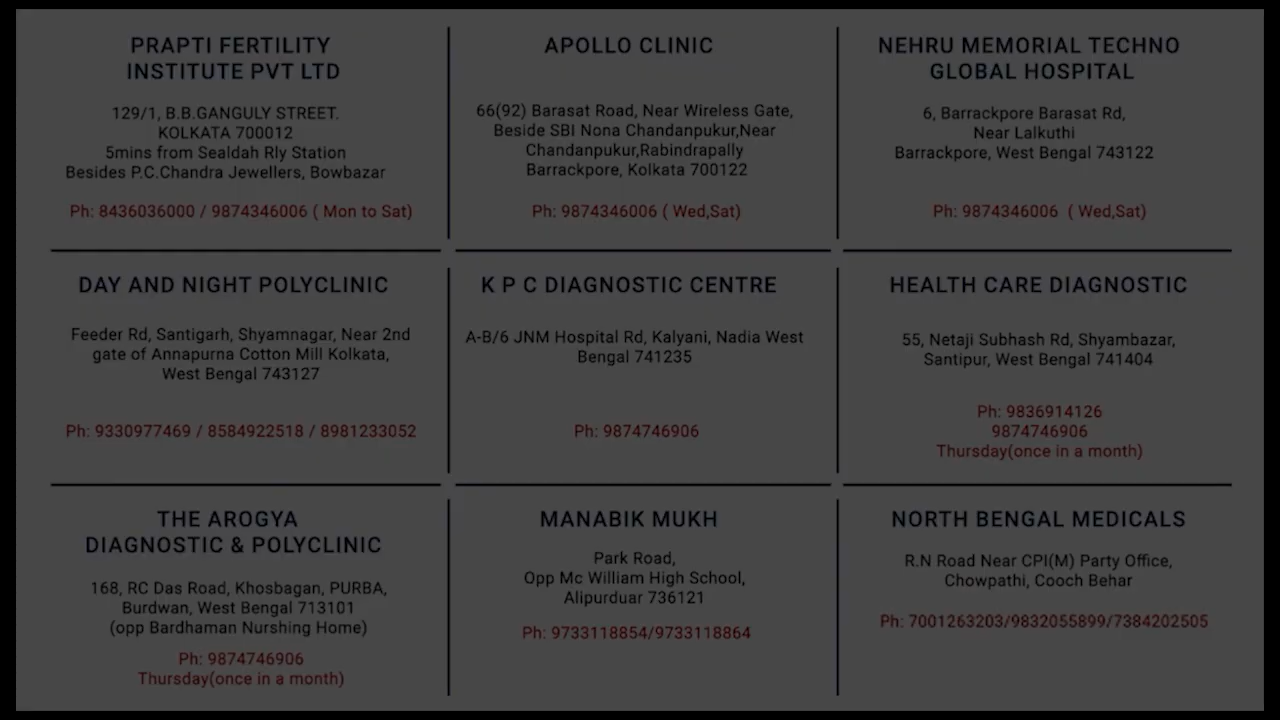 PRAPTI FERTILITY
INSTITUTE PVT LTD
129/1, B.B.GANGULY STREET.
KOLKATA 700012
5mins from Sealdah Rly Station
Besides P.C.Chandra Jewellers, Bowbazar
Ph: 8436036000 / 9874346006 ( Mon to Sat)
APOLLO CLINIC
66(92) Barasat Road, Near Wireless Gate,
Beside SBI Nona Chandanpukur,Near
Chandanpukur,Rabindrapally
Barrackpore, Kolkata 700122
Ph: 9874346006 ( Wed,Sat)
NEHRU MEMORIAL TECHNO
GLOBAL HOSPITAL
6, Barrackpore Barasat Rd,
Near Lalkuthi
Barrackpore, West Bengal 743122
Ph: 9874346006 ( Wed,Sat)
DAY AND NIGHT POLYCLINIC
Feeder Rd, Santigarh, Shyamnagar, Near 2nd
gate of Annapurna Cotton Mill Kolkata,
West Bengal 743127
Ph: 9330977469 / 8584922518 / 8981233052
K P C DIAGNOSTIC CENTRE
A-B/6 JNM Hospital Rd, Kalyani, Nadia West
Bengal 741235
Ph: 9874746906
HEALTH CARE DIAGNOSTIC
55, Netaji Subhash Rd, Shyambazar,
Santipur, West Bengal 741404
Ph: 9836914126
9874746906
Thursday(once in a month)
THE AROGYA
DIAGNOSTIC & POLYCLINIC
168, RC Das Road, Khosbagan, PURBA,
Burdwan, West Bengal 713101
(opp Bardhaman Nurshing Home)
Ph: 9874746906
Thursday(once in a month)
MANABIK MUKH
Park Road,
Opp Mc William High School,
Alipurduar 736121
Ph: 9733118854/9733118864
NORTH BENGAL MEDICALS
R.N Road Near CPI(M) Party Office,
Chowpathi, Cooch Behar
Ph: 7001263203/9832055899/7384202505